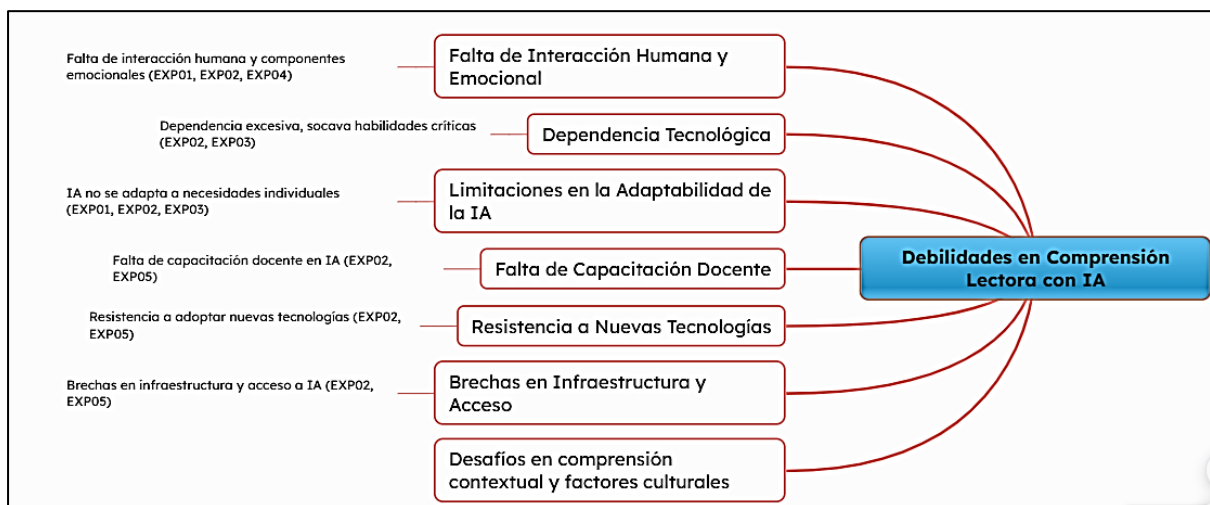 Falta de interacción humana y componentes
emocionales (EXP01, EXP02, EXP04)
Falta de Interacción Humana y
Emocional
Dependencia excesiva, socava habilidades críticas
(EXP02, EXP03)
Dependencia Tecnológica
IA no se adapta a necesidades individuales
(EXP01, EXP02, EXP03)
Limitaciones en la Adaptabilidad de
la IA
Falta de capacitación docente en IA (EXP02,
EXP05)
Falta de Capacitación Docente
Resistencia a adoptar nuevas tecnologías (EXP02,
EXP05)
Resistencia a Nuevas Tecnologías
Brechas en infraestructura y acceso a IA (EXP02,
EXP05)
Brechas en Infraestructura y
Acceso
Desafíos en comprensión
contextual y factores culturales
Debilidades en Comprensión
Lectora con IA